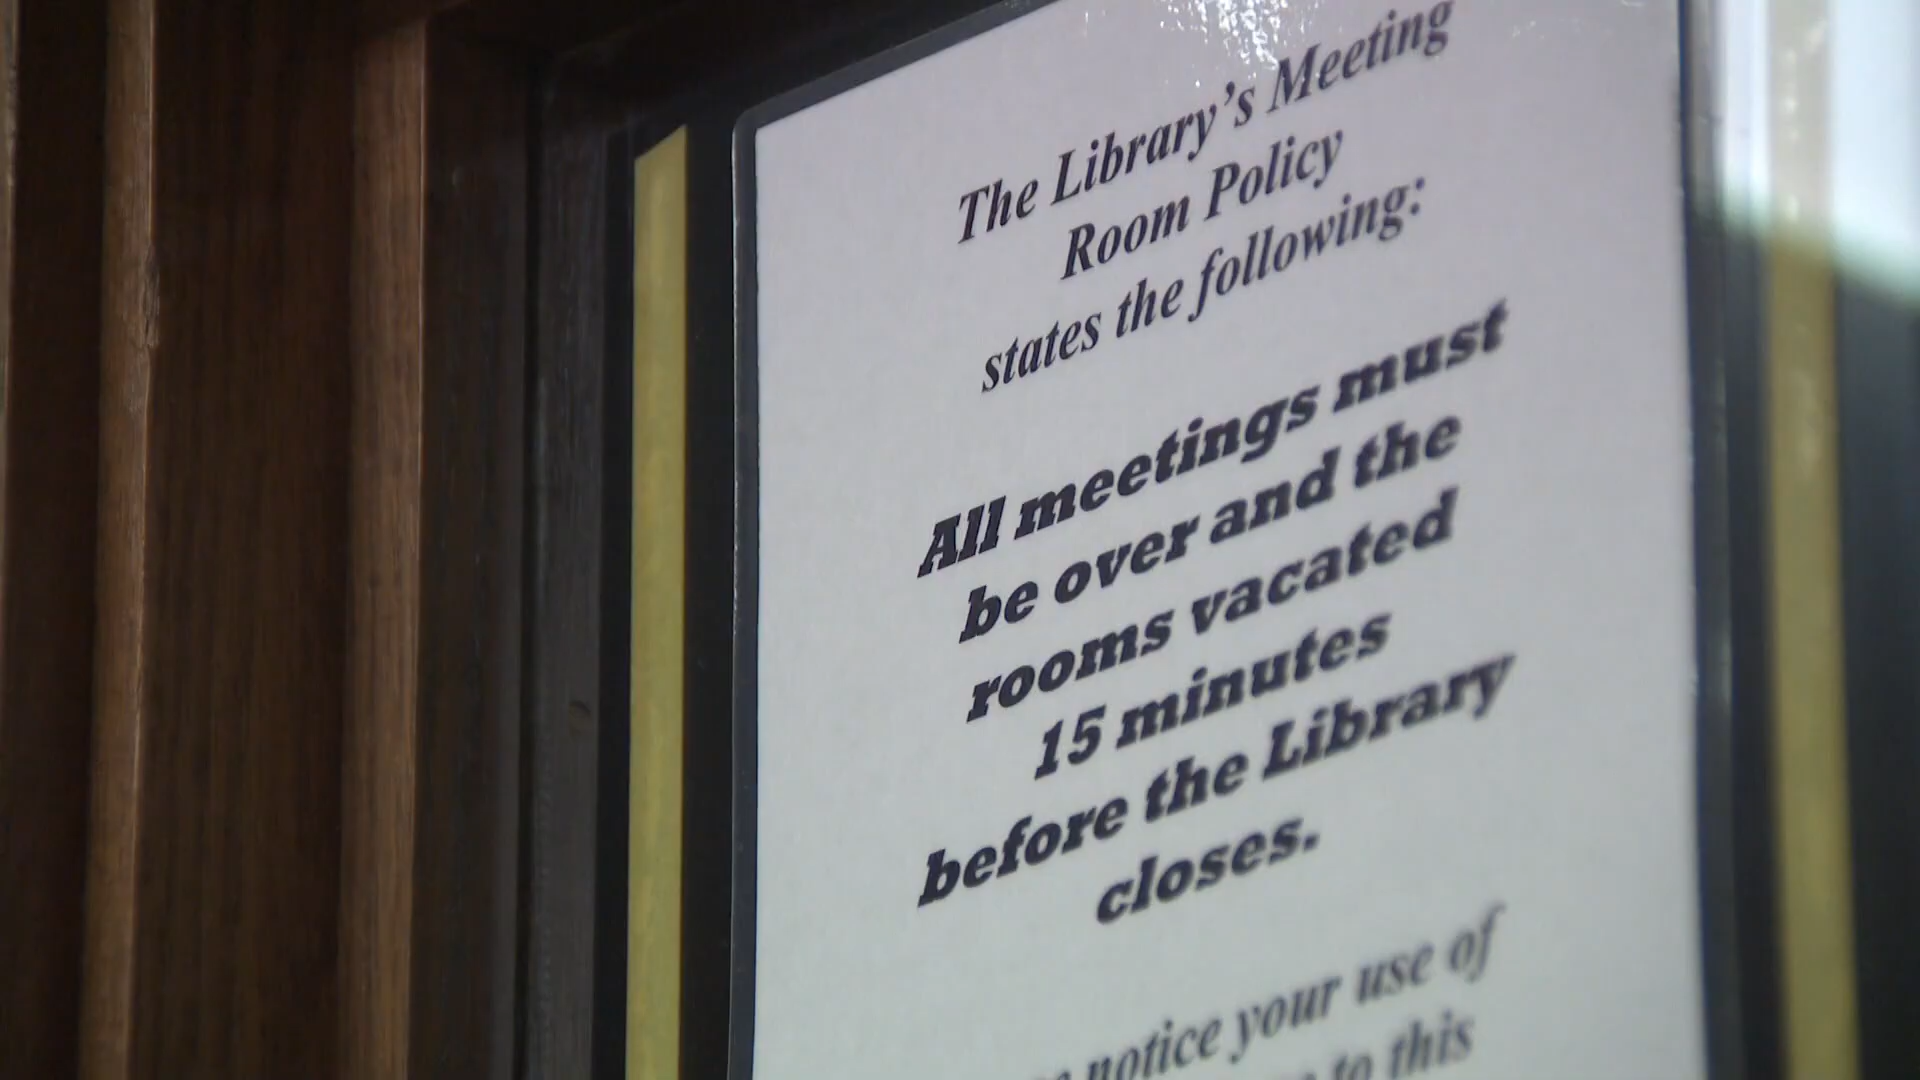 The Library's Meeting
Room Policy
states the following:
All meetings must
be over and the
rooms vacated
15 minutes
before the Library
closes.
notice your use of
to this